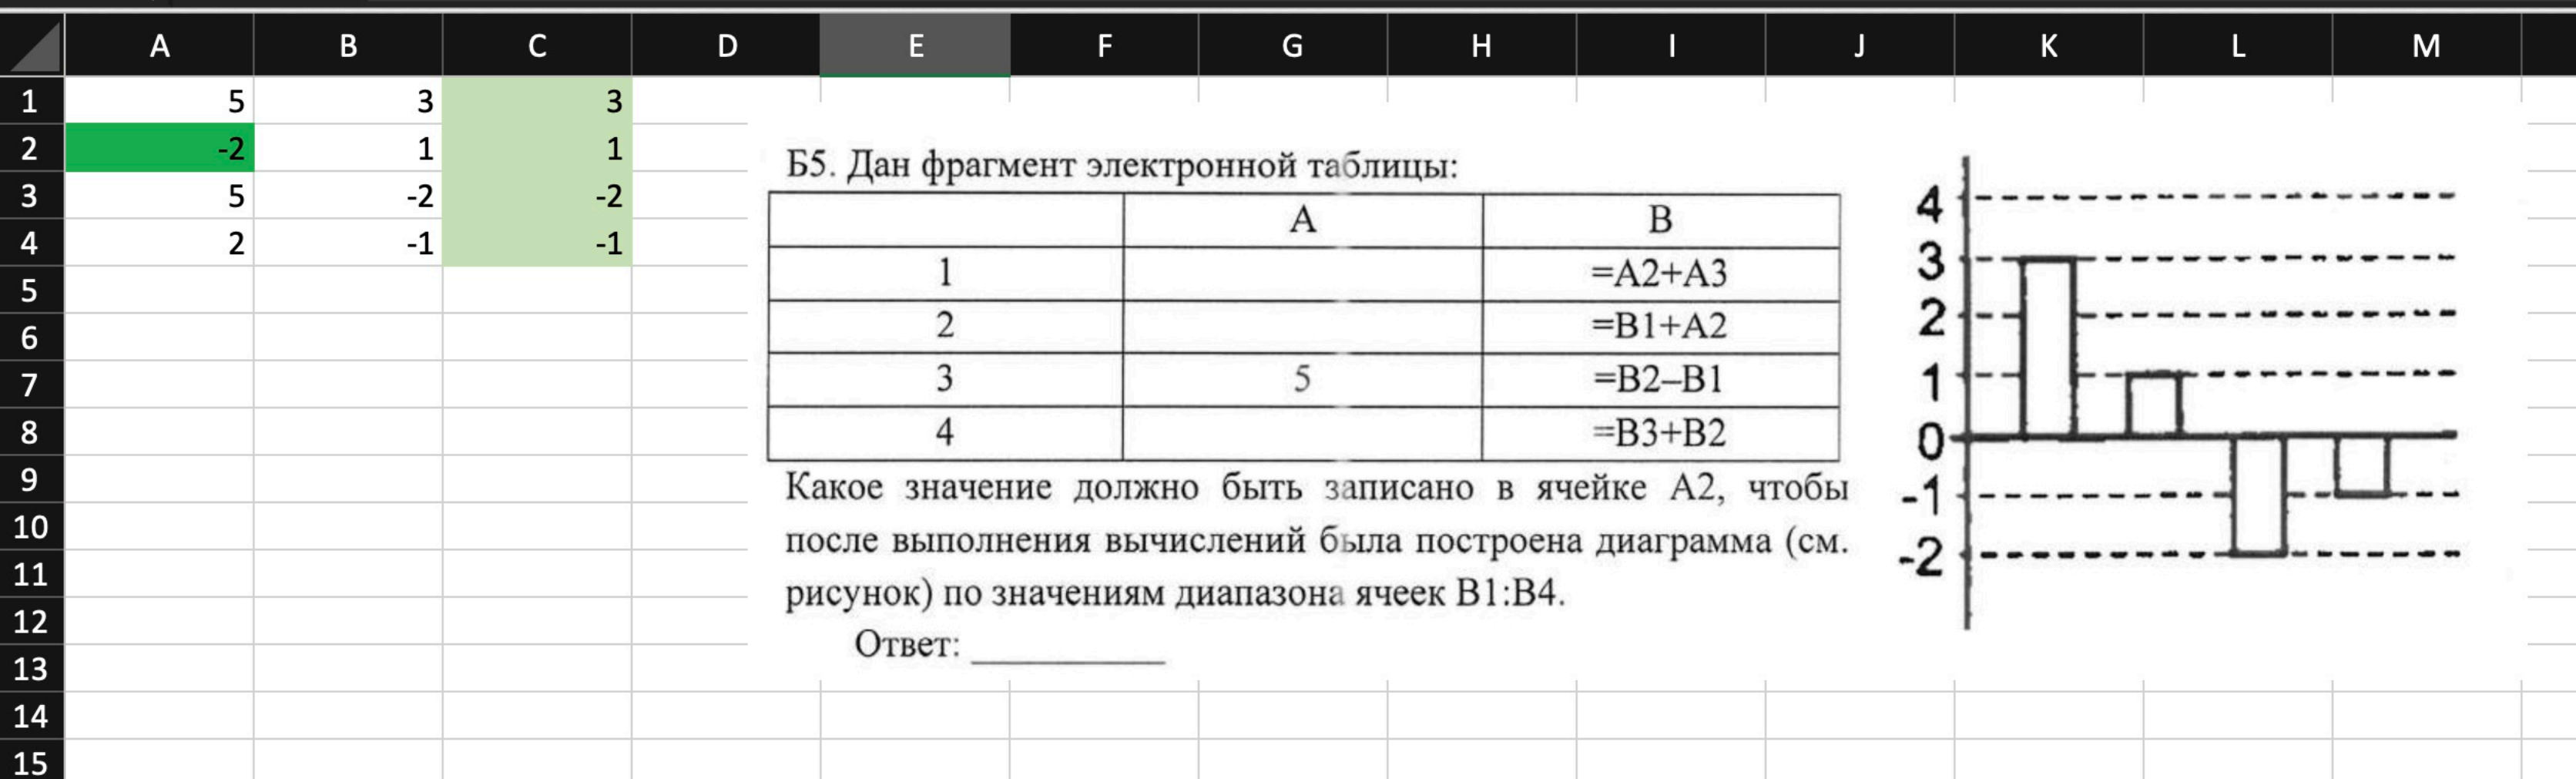 A B C D E F G H I J K L M
1 5 3 3
2 -2 1 1
3 5 -2 -2
4 2 -1 -1
5
6
7
8
9
10
11
12
13
14
15
Б5. Дан фрагмент электронной таблицы:
A B
1 =A2+A3
2 =B1+A2
3 5 =B2–B1
4 =B3+B2
Какое значение должно быть записано в ячейке A2, чтобы
после выполнения вычислений была построена диаграмма (см.
рисунок) по значениям диапазона ячеек B1:B4.
Ответ:
4
3
2
1
0
-1
-2